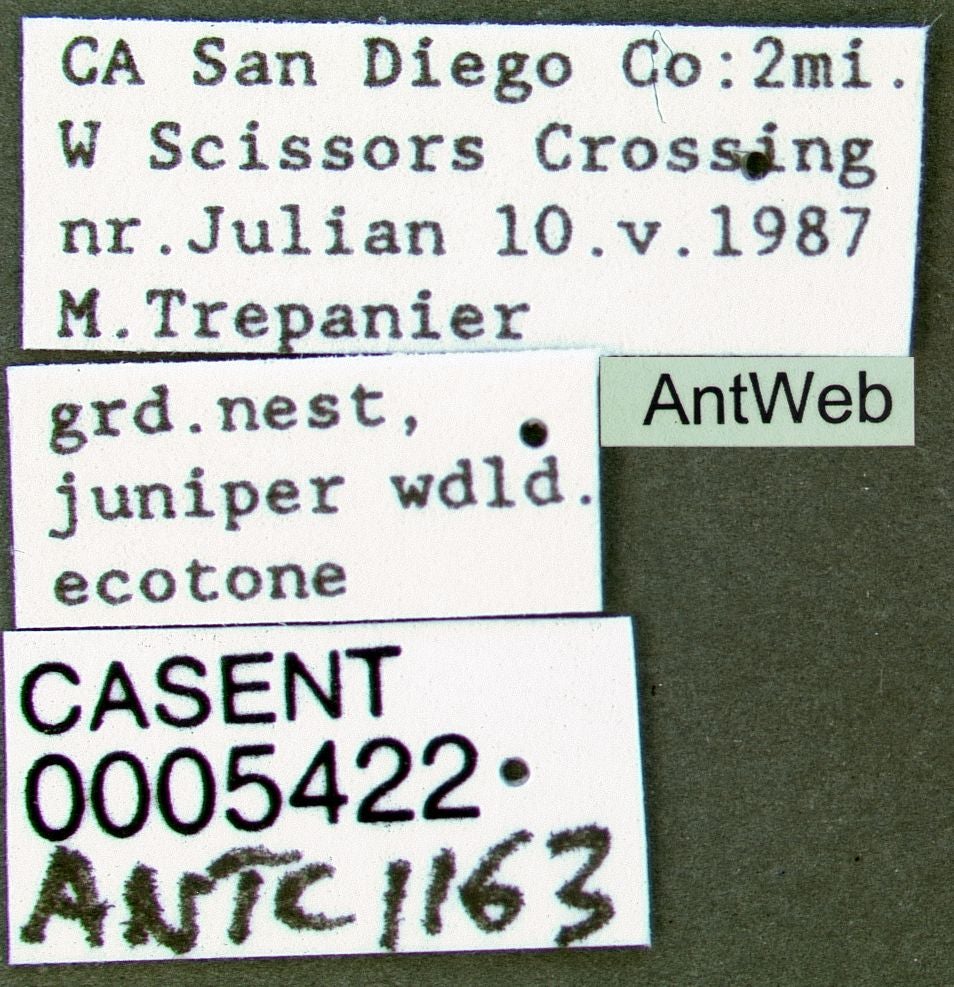 CA San Diego Co:2mi.
W Scissors Crossing
nr.Julian 10.v.1987
M.Trepanier
grd.nest,
juniper wdld.
ecotone
AntWeb
CASENT
0005422
ANTC1163